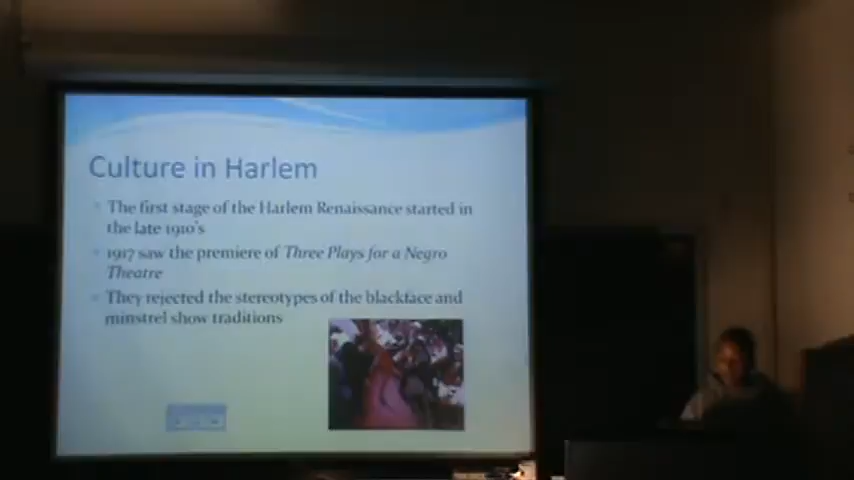 Culture in Harlem
The first stage of the Harlem Renaissance started in
the late 1910's
1917 saw the premiere of Three Plays for a Negro
Theatre
They rejected the stereotypes of the blackface and
minstrel show traditions